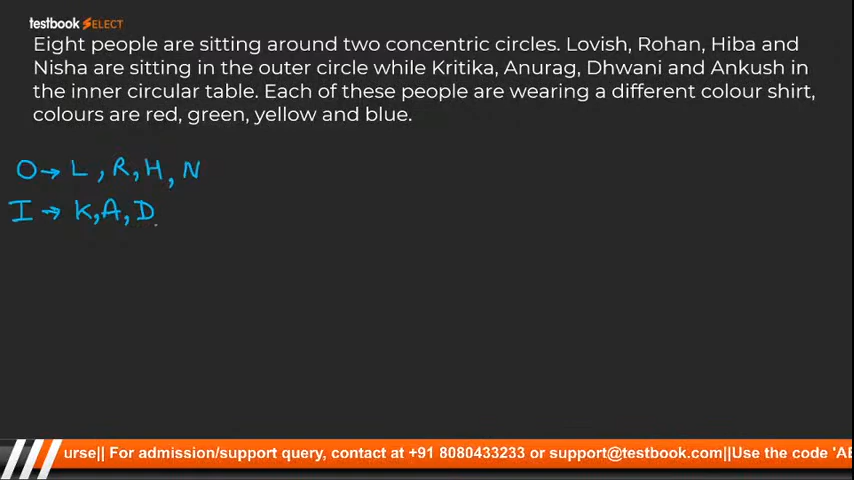 testbook SELECT
Eight people are sitting around two concentric circles. Lovish, Rohan, Hiba and
Nisha are sitting in the outer circle while Kritika, Anurag, Dhwani and Ankush in
the inner circular table. Each of these people are wearing a different colour shirt,
colours are red, green, yellow and blue.
O → L, R, H, N
I → K, A, D
urse|| For admission/support query, contact at +91 8080433233 or support@testbook.com||Use the code 'AB